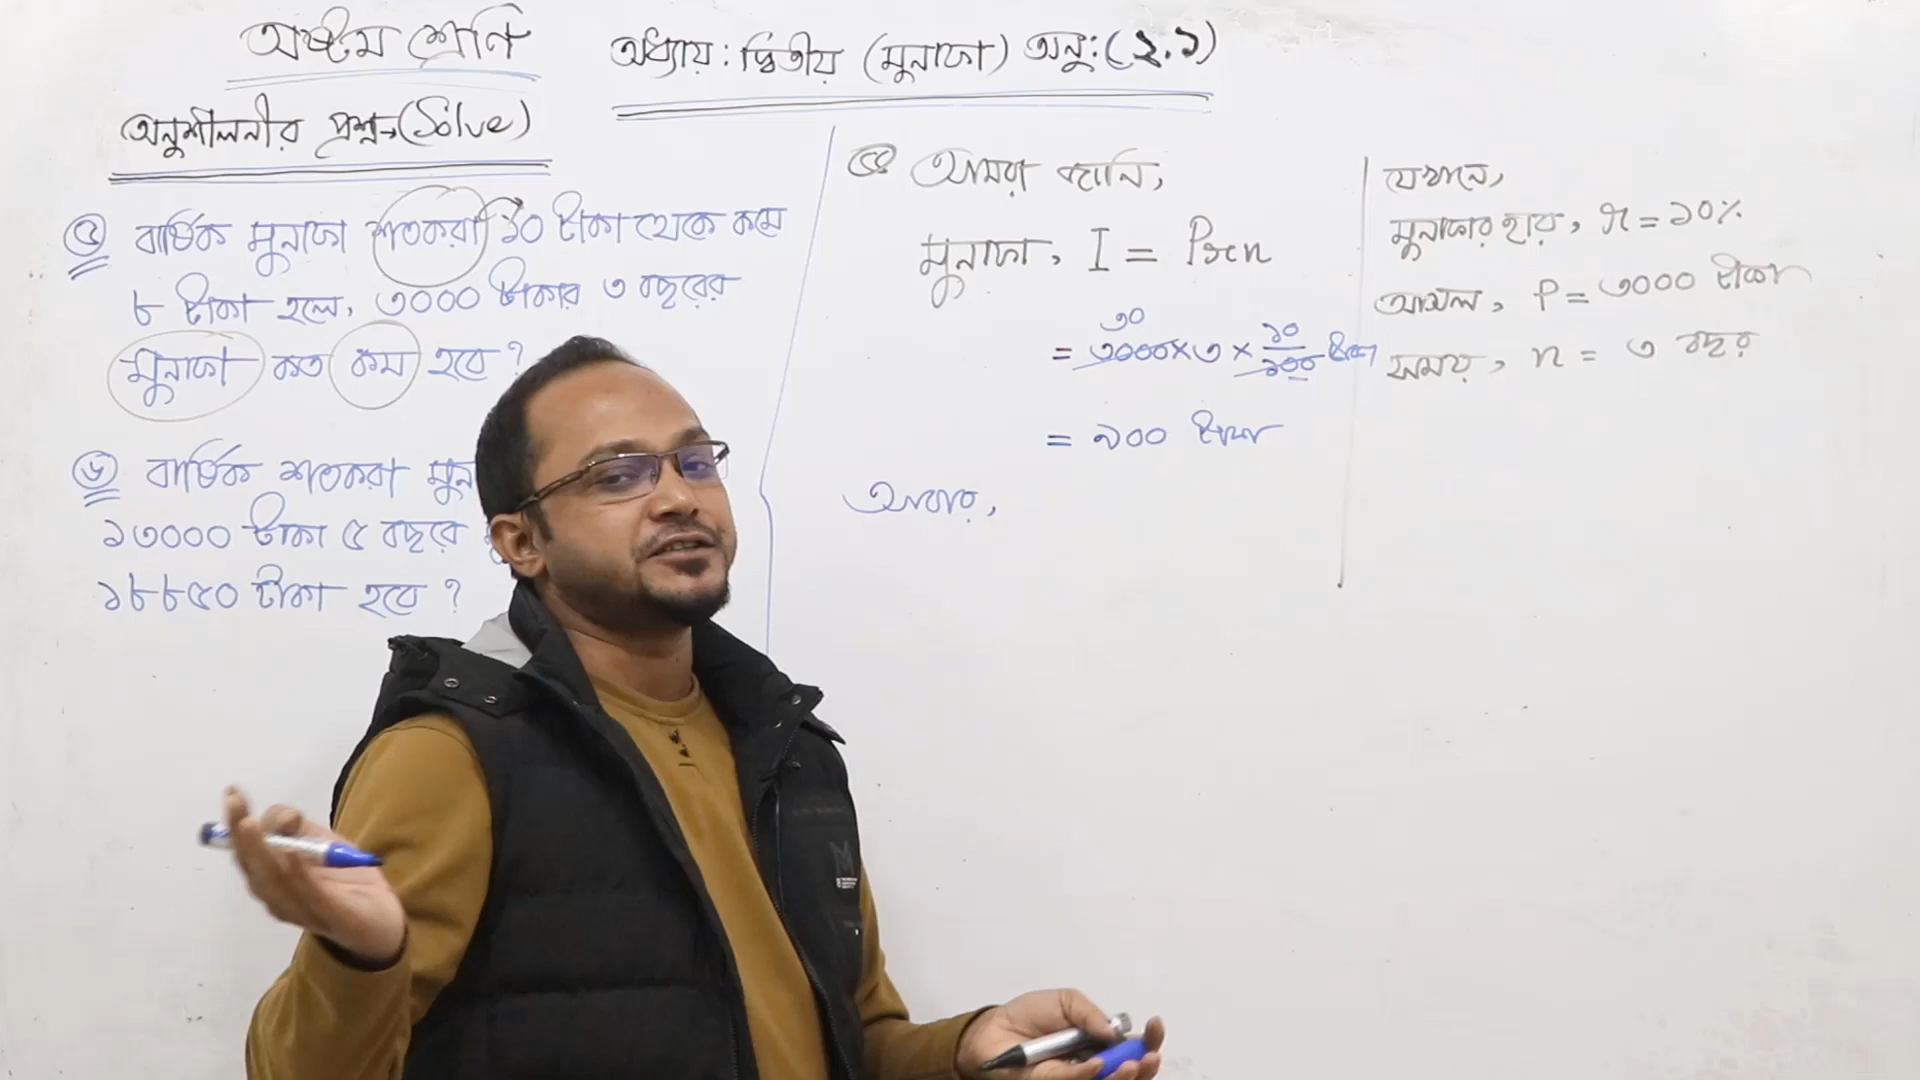 অষ্টম শ্রেণি
অধ্যায়: দ্বিতীয় (মুনাফা) অনু:(২.১)
অনুশীলনীর প্রশ্ন→(Solve)
৫ বার্ষিক মুনাফা শতকরা ১০ টাকা থেকে কমে
৮ টাকা হলে, ৩০০০ টাকার ৩ বছরের
মুনাফা কত কম হবে?
৬ বার্ষিক শতকরা মুন
১৩০০০ টাকা ৫ বছরে
১৮৮৫০ টাকা হবে?
আমরা জানি,
মুনাফা, I = Prn
৩০
= ৩০০০×৩ × ১০/১০০ টাকা
= ৯০০ টাকা
আবার,
যেখানে,
মুনাফার হার, r = ১০%
আসল, P = ৩০০০ টাকা
সময়, n = ৩ বছর